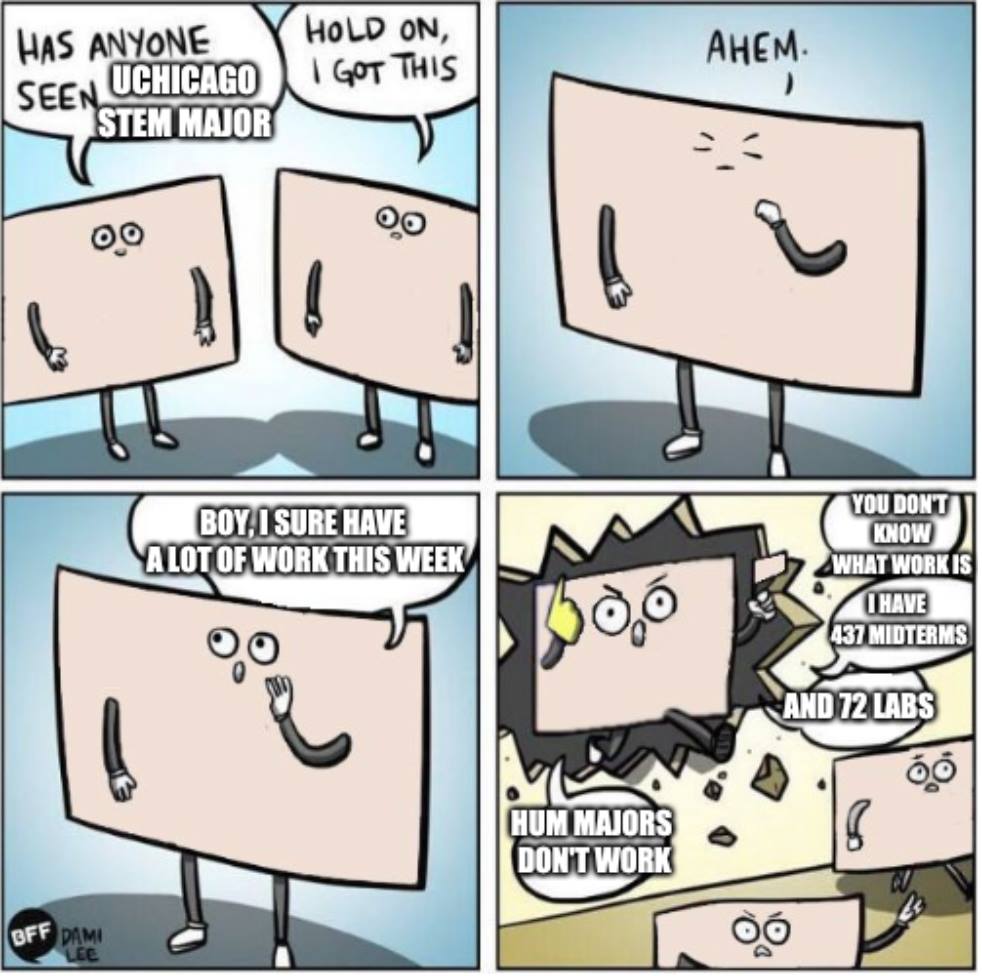 HAS ANYONE
SEEN UCHICAGO
STEM MAJOR
HOLD ON,
I GOT THIS
AHEM.
BOY, I SURE HAVE
A LOT OF WORK THIS WEEK
YOU DON'T
KNOW
WHAT WORK IS
I HAVE
437 MIDTERMS
AND 72 LABS
HUM MAJORS
DON'T WORK
BFF DAMI
LEE